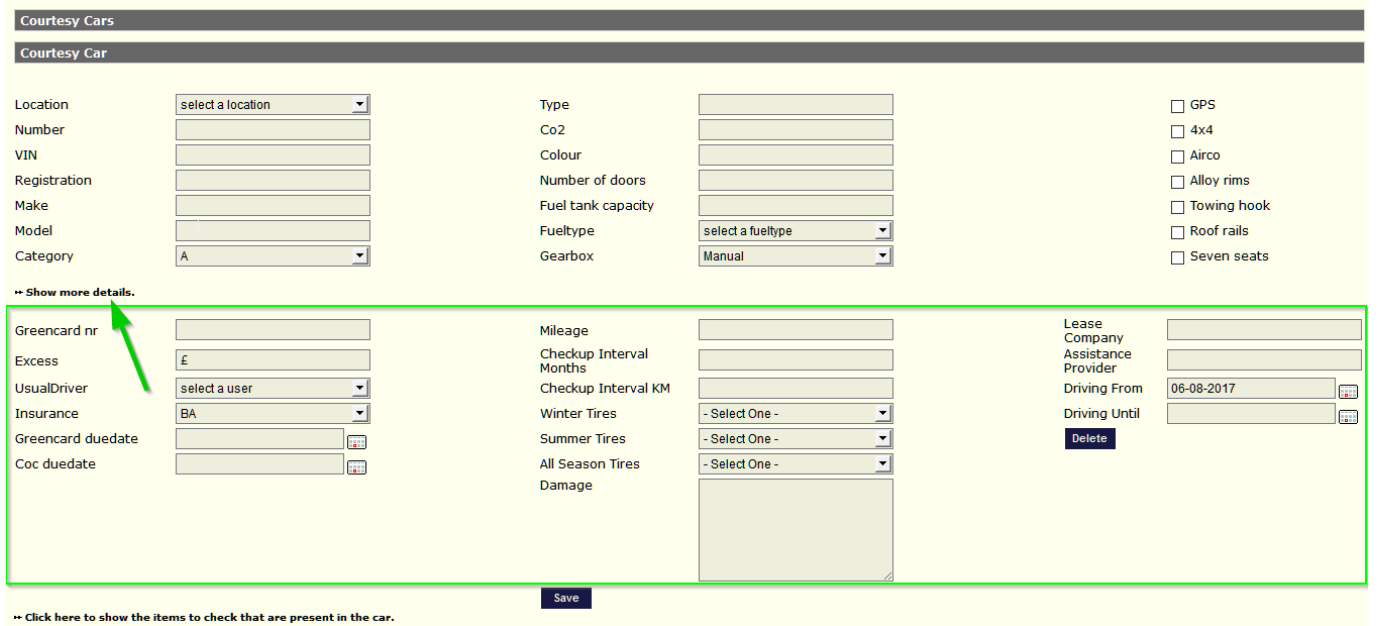 Courtesy Cars
Courtesy Car
Location select a location Type GPS
Number Co2 4x4
VIN Colour Airco
Registration Number of doors Alloy rims
Make Fuel tank capacity Towing hook
Model Fueltype select a fueltype Roof rails
Category A Gearbox Manual Seven seats
Show more details.
Greencard nr Mileage Lease Company
Excess £ Checkup Interval Months Assistance Provider
UsualDriver select a user Checkup Interval KM Driving From 06-08-2017
Insurance BA Winter Tires - Select One - Driving Until
Greencard duedate Summer Tires - Select One - Delete
Coc duedate All Season Tires - Select One -
Damage
Save
Click here to show the items to check that are present in the car.